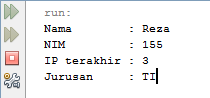 run:
Nama        : Reza
NIM         : 155
IP terakhir : 3
Jurusan     : TI